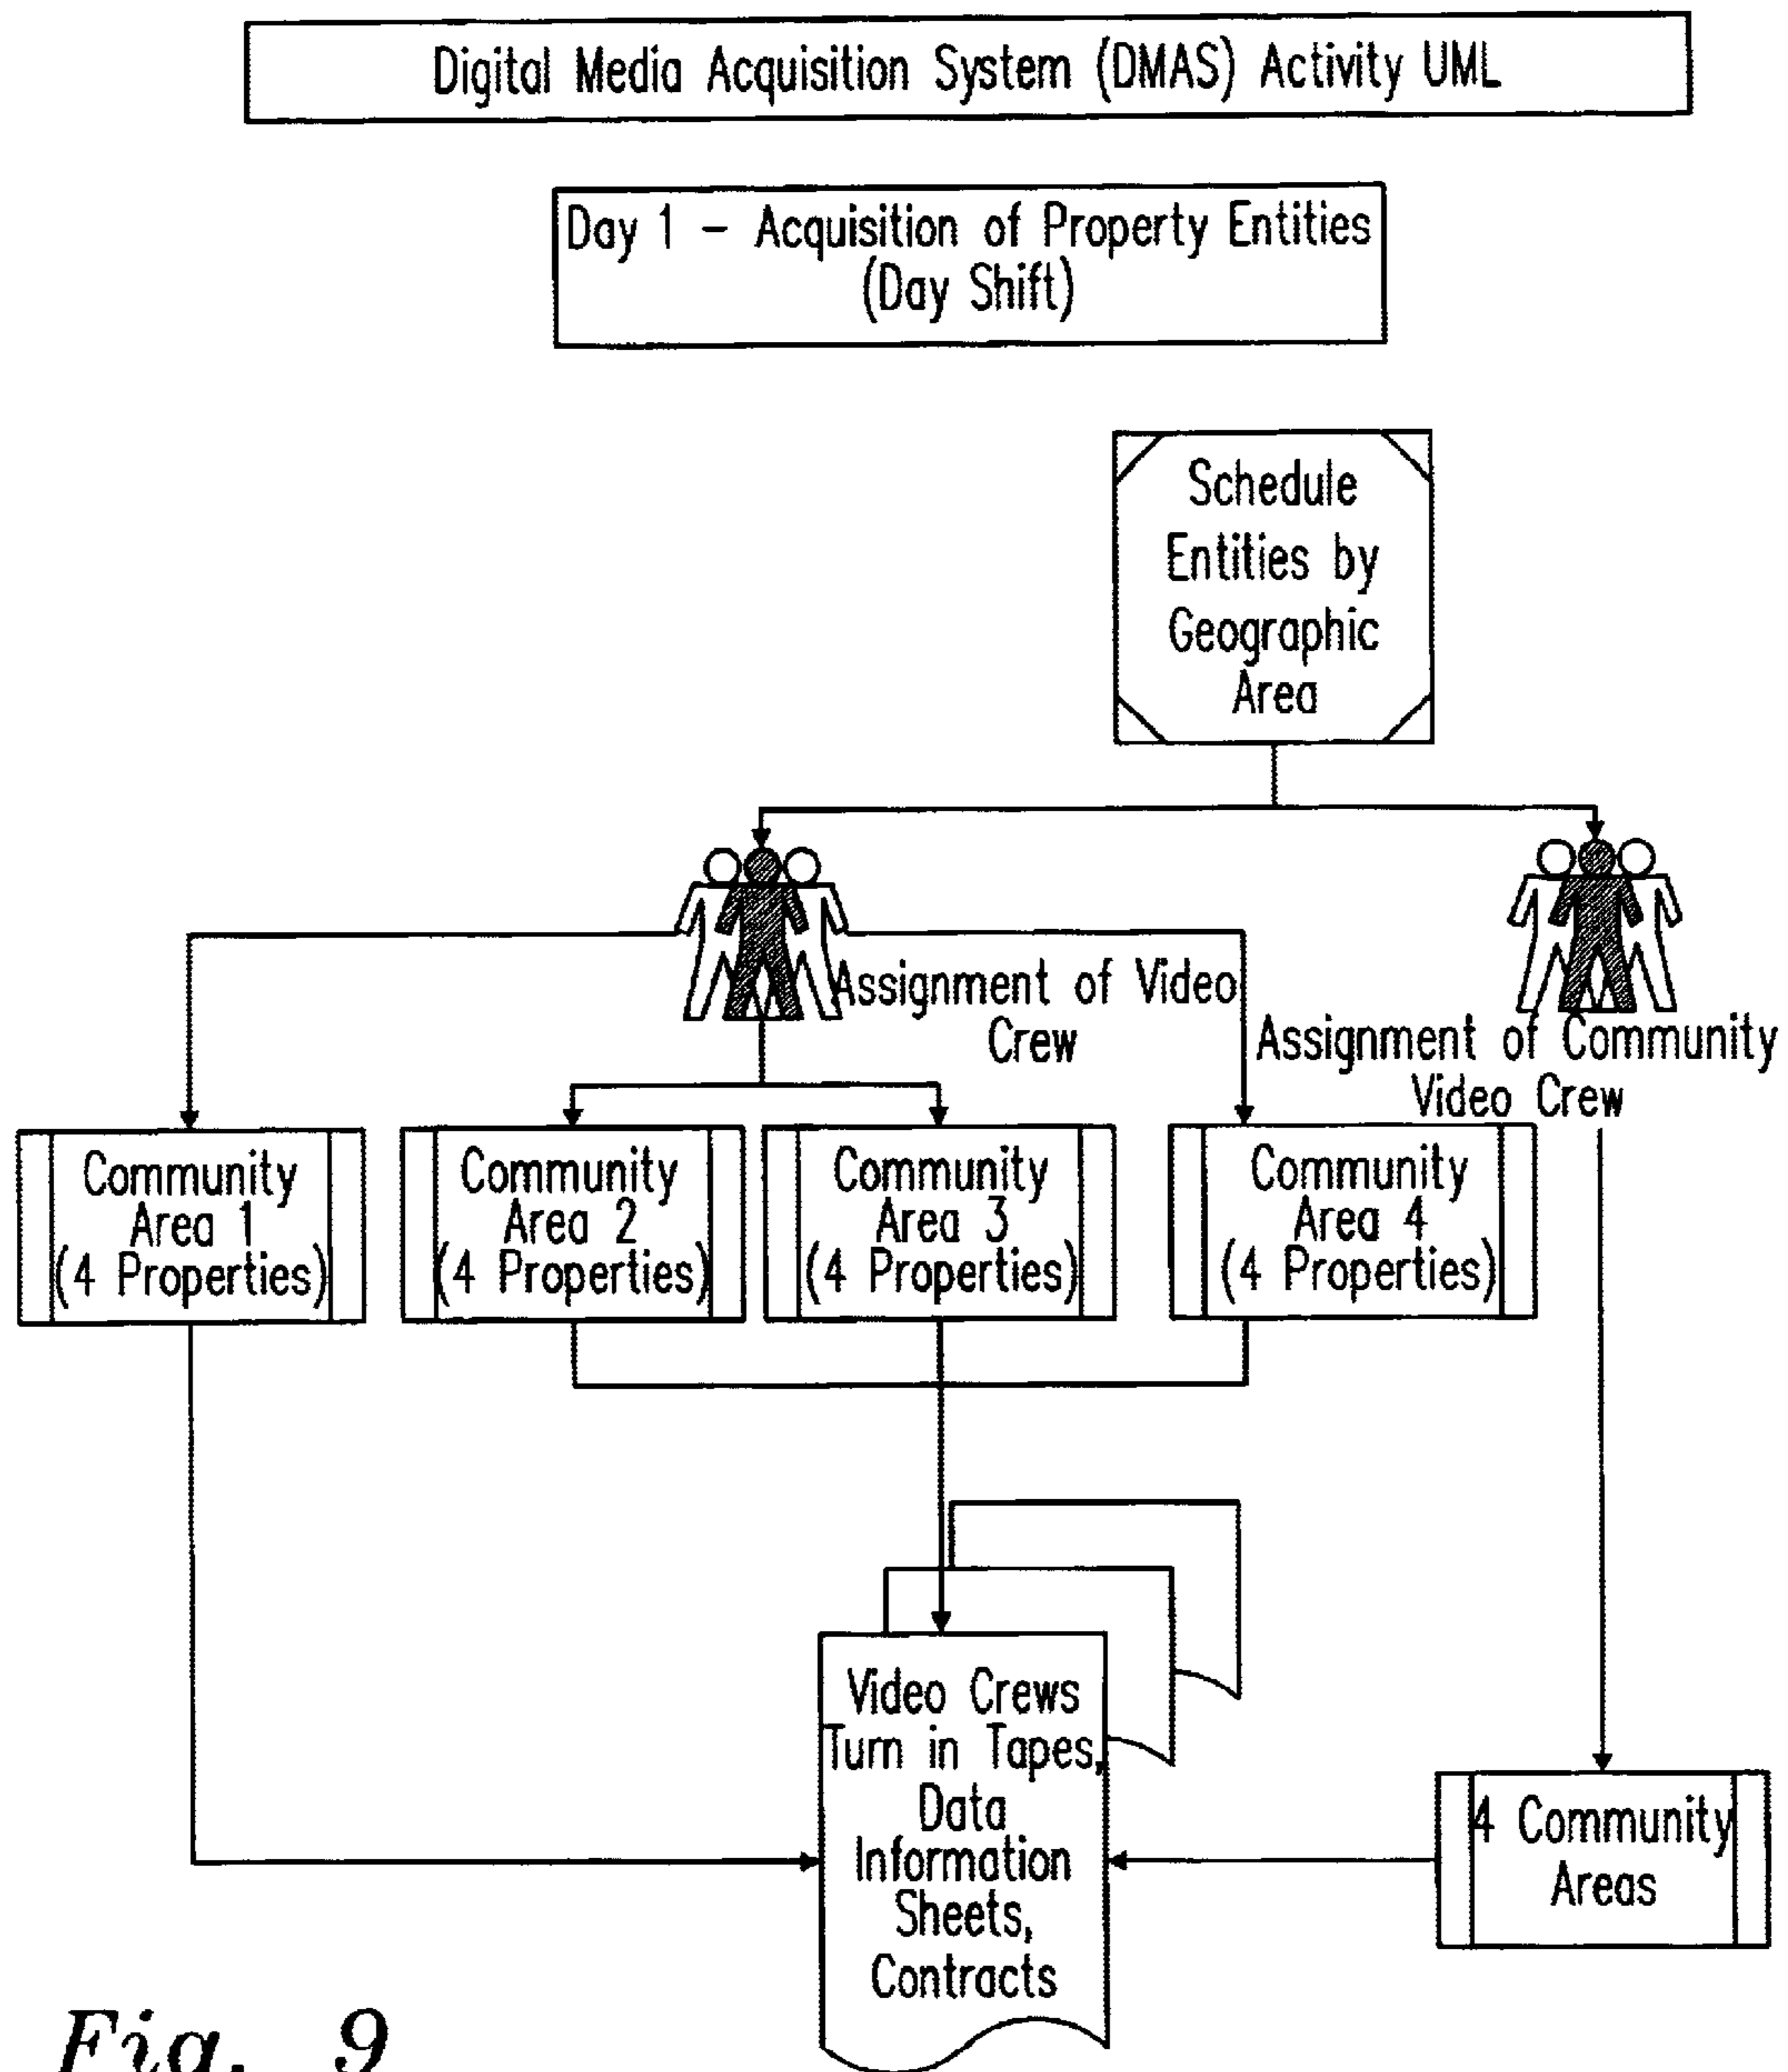 Digital Media Acquisition System (DMAS) Activity UML
Day 1 – Acquisition of Property Entities
(Day Shift)
Schedule
Entities by
Geographic
Area
Assignment of Video
Crew
Assignment of Community
Video Crew
Community
Area 1
(4 Properties)
Community
Area 2
(4 Properties)
Community
Area 3
(4 Properties)
Community
Area 4
(4 Properties)
Video Crews
Turn in Tapes,
Data
Information
Sheets,
Contracts
4 Community
Areas
Fig. 9